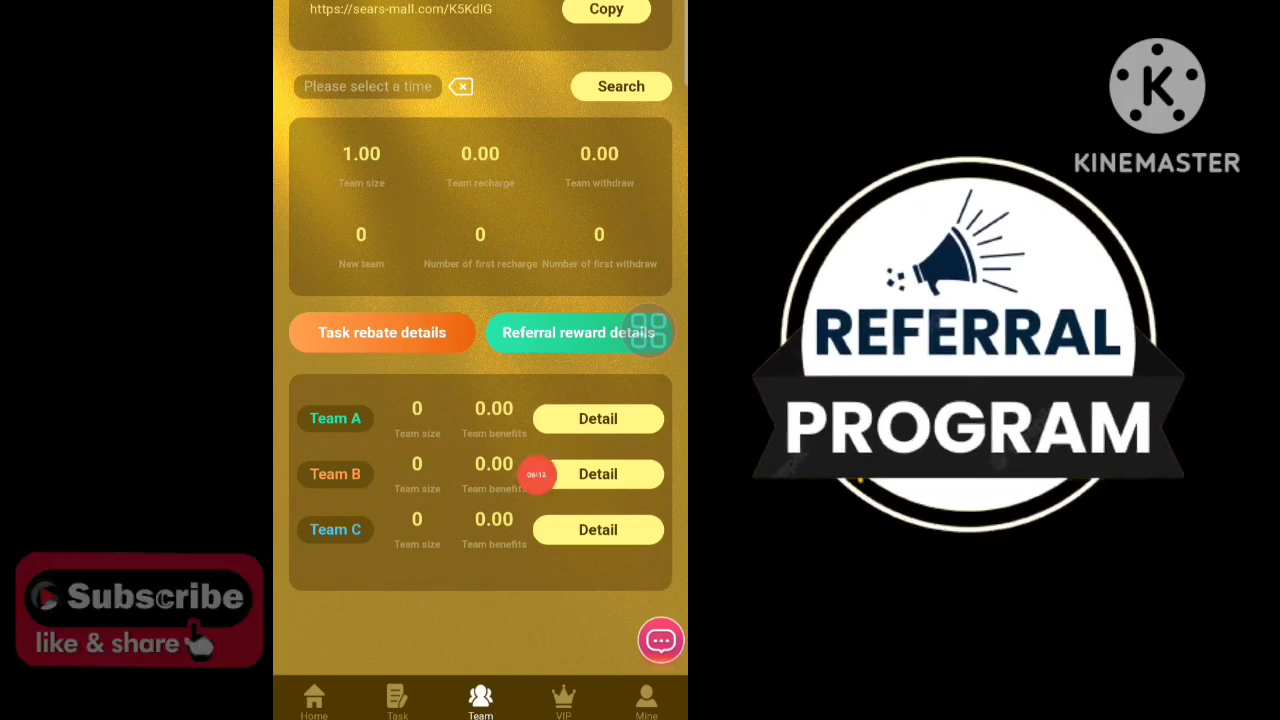 https://sears-mall.com/K5KdIG
Copy
Please select a time
Search
1.00
0.00
0.00
Team size
Team recharge
Team withdraw
0
0
0
New team
Number of first recharge
Number of first withdraw
Task rebate details
Referral reward details
Team A
0
Team size
0.00
Team benefits
Detail
Team B
0
Team size
0.00
Team benefits
Detail
06:12
Team C
0
Team size
0.00
Team benefits
Detail
Home
Task
Team
VIP
Mine
Subscribe
like & share
K
KINEMASTER
REFERRAL
PROGRAM